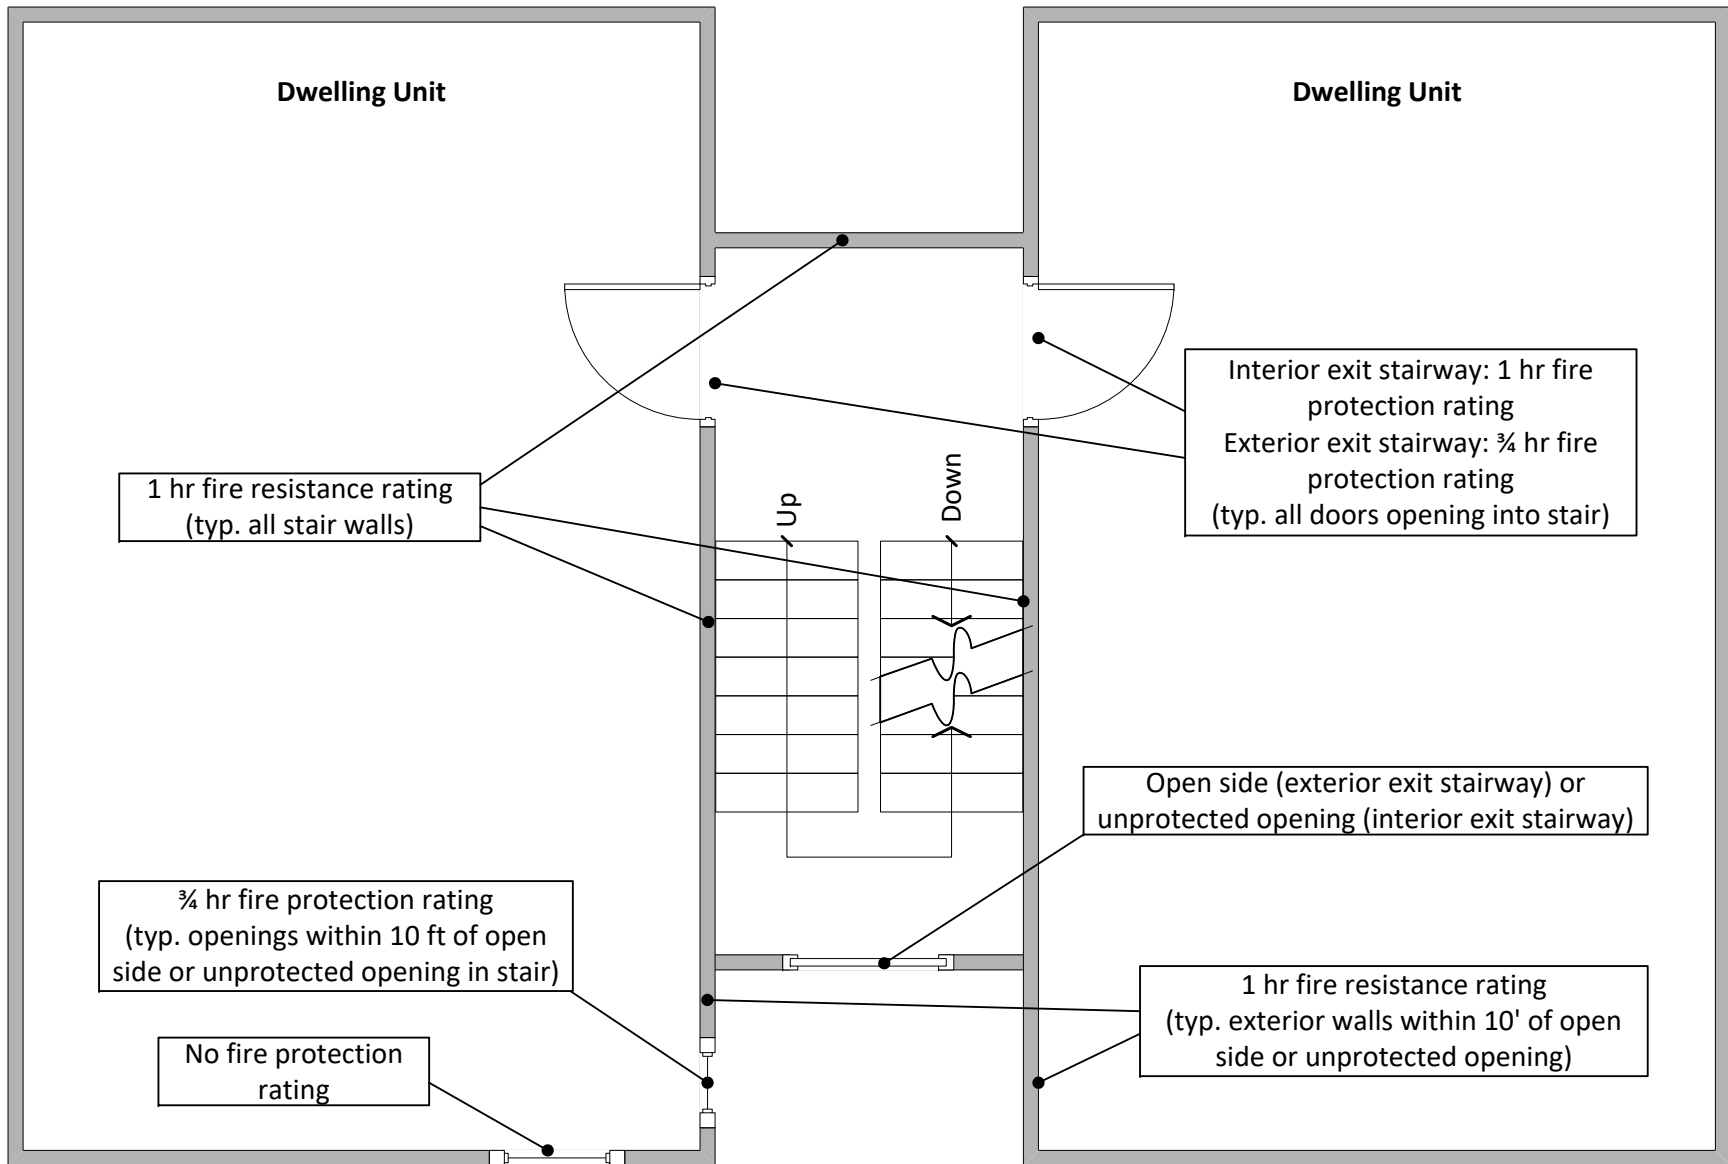 Dwelling Unit
Dwelling Unit
Interior exit stairway: 1 hr fire
protection rating
Exterior exit stairway: ¾ hr fire
protection rating
(typ. all doors opening into stair)
1 hr fire resistance rating
(typ. all stair walls)
Up
Down
Open side (exterior exit stairway) or
unprotected opening (interior exit stairway)
¾ hr fire protection rating
(typ. openings within 10 ft of open
side or unprotected opening in stair)
1 hr fire resistance rating
(typ. exterior walls within 10' of open
side or unprotected opening)
No fire protection
rating